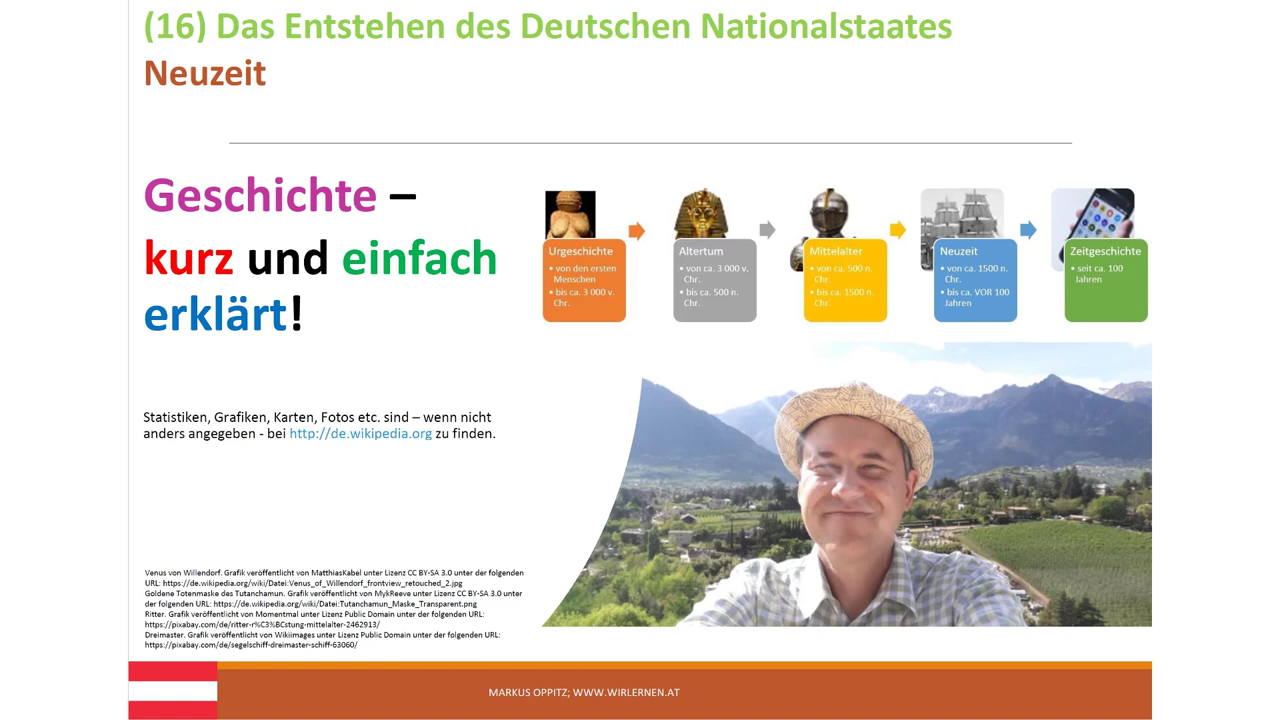 (16) Das Entstehen des Deutschen Nationalstaates
Neuzeit
Geschichte –
kurz und einfach
erklärt!
Urgeschichte
• von den ersten
Menschen
• bis ca. 3 000 v.
Chr.
Altertum
• von ca. 3 000 v.
Chr.
• bis ca. 500 n.
Chr.
Mittelalter
• von ca. 500 n.
Chr.
• bis ca. 1500 n.
Chr.
Neuzeit
• von ca. 1500 n.
Chr.
• bis ca. VOR 100
Jahren
Zeitgeschichte
• seit ca. 100
Jahren
Statistiken, Grafiken, Karten, Fotos etc. sind – wenn nicht
anders angegeben - bei http://de.wikipedia.org zu finden.
Venus von Willendorf. Grafik veröffentlicht von MatthiasKabel unter Lizenz CC BY-SA 3.0 unter der folgenden
URL: https://de.wikipedia.org/wiki/Datei:Venus_of_Willendorf_frontview_retouched_2.jpg
Goldene Totenmaske des Tutanchamun. Grafik veröffentlicht von MykReeve unter Lizenz CC BY-SA 3.0 unter
der folgenden URL: https://de.wikipedia.org/wiki/Datei:Tutanchamun_Maske_Transparent.png
Ritter. Grafik veröffentlicht von Momentmal unter Lizenz Public Domain unter der folgenden URL:
https://pixabay.com/de/ritter-r%C3%BCstung-mittelalter-2462913/
Dreimaster. Grafik veröffentlicht von Wikiimages unter Lizenz Public Domain unter der folgenden URL:
https://pixabay.com/de/segelschiff-dreimaster-schiff-63060/
MARKUS OPPITZ; WWW.WIRLERNEN.AT